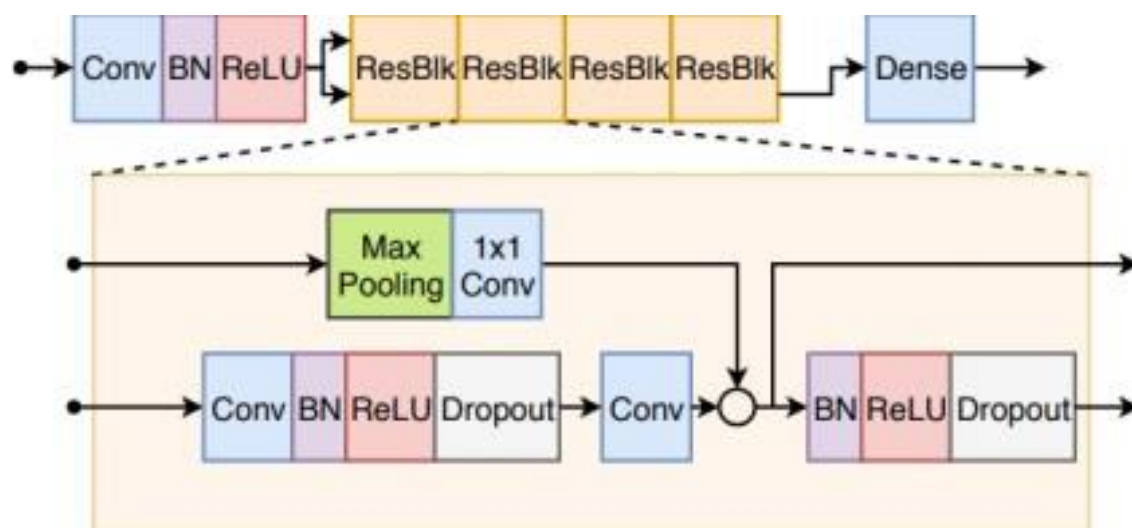 Conv BN ReLU ResBlk ResBlk ResBlk ResBlk Dense
Max 1x1
Pooling Conv
Conv BN ReLU Dropout Conv BN ReLU Dropout